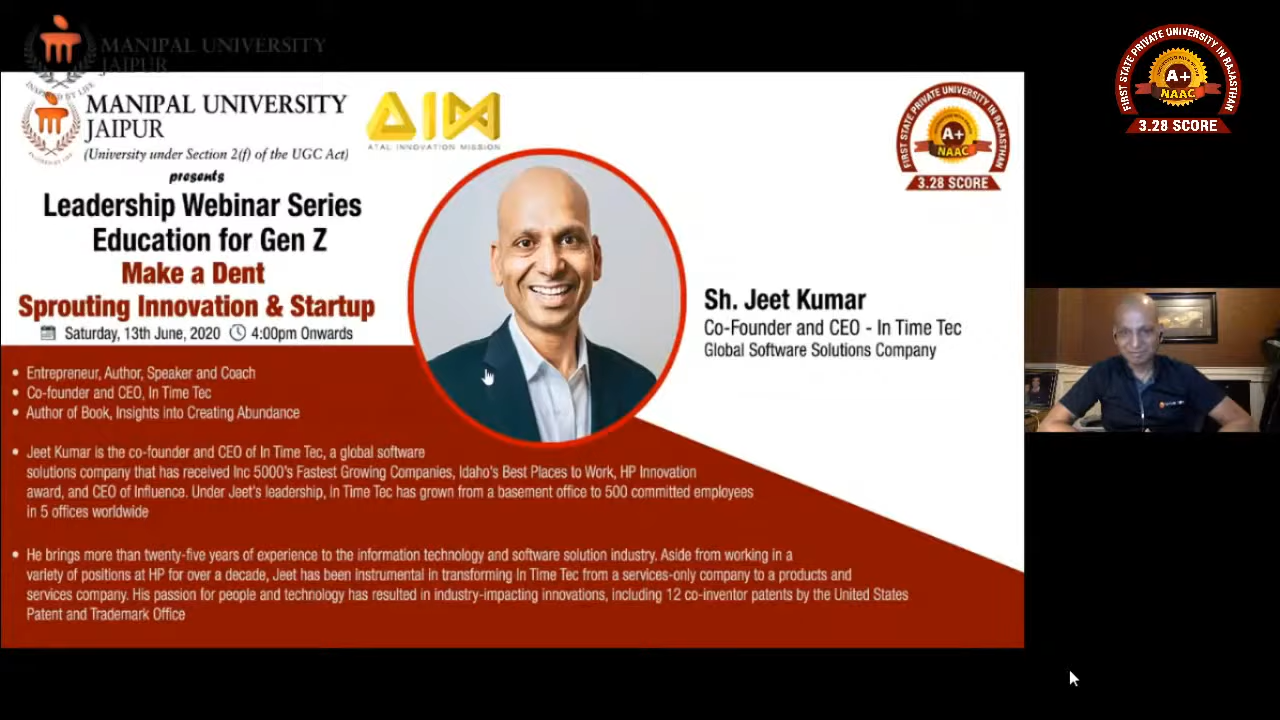 MANIPAL UNIVERSITY
JAIPUR
INSPIRED BY LIFE
FIRST STATE PRIVATE UNIVERSITY IN RAJASTHAN
A+
NAAC
3.28 SCORE
MANIPAL UNIVERSITY
JAIPUR
(University under Section 2(f) of the UGC Act)
INSPIRED BY LIFE
AIM
ATAL INNOVATION MISSION
FIRST STATE PRIVATE UNIVERSITY IN RAJASTHAN
A+
NAAC
3.28 SCORE
presents
Leadership Webinar Series
Education for Gen Z
Make a Dent
Sprouting Innovation & Startup
Saturday, 13th June, 2020 4:00pm Onwards
Sh. Jeet Kumar
Co-Founder and CEO - In Time Tec
Global Software Solutions Company
• Entrepreneur, Author, Speaker and Coach
• Co-founder and CEO, In Time Tec
• Author of Book, Insights into Creating Abundance
• Jeet Kumar is the co-founder and CEO of In Time Tec, a global software
solutions company that has received Inc 5000's Fastest Growing Companies, Idaho's Best Places to Work, HP Innovation
award, and CEO of Influence. Under Jeet's leadership, In Time Tec has grown from a basement office to 500 committed employees
in 5 offices worldwide
• He brings more than twenty-five years of experience to the information technology and software solution industry. Aside from working in a
variety of positions at HP for over a decade, Jeet has been instrumental in transforming In Time Tec from a services-only company to a products and
services company. His passion for people and technology has resulted in industry-impacting innovations, including 12 co-inventor patents by the United States
Patent and Trademark Office